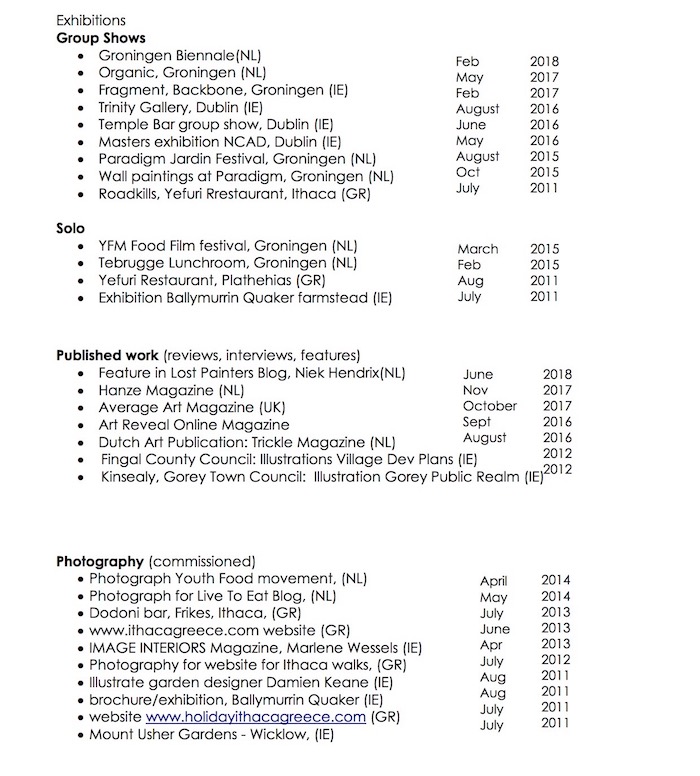 Exhibitions
Group Shows
• Groningen Biennale(NL) Feb 2018
• Organic, Groningen (NL) May 2017
• Fragment, Backbone, Groningen (IE) Feb 2017
• Trinity Gallery, Dublin (IE) August 2016
• Temple Bar group show, Dublin (IE) June 2016
• Masters exhibition NCAD, Dublin (IE) May 2016
• Paradigm Jardin Festival, Groningen (NL) August 2015
• Wall paintings at Paradigm, Groningen (NL) Oct 2015
• Roadkills, Yefuri Rrestaurant, Ithaca (GR) July 2011
Solo
• YFM Food Film festival, Groningen (NL) March 2015
• Tebrugge Lunchroom, Groningen (NL) Feb 2015
• Yefuri Restaurant, Plathehias (GR) Aug 2011
• Exhibition Ballymurrin Quaker farmstead (IE) July 2011
Published work (reviews, interviews, features)
• Feature in Lost Painters Blog, Niek Hendrix(NL) June 2018
• Hanze Magazine (NL) Nov 2017
• Average Art Magazine (UK) October 2017
• Art Reveal Online Magazine Sept 2016
• Dutch Art Publication: Trickle Magazine (NL) August 2016
• Fingal County Council: Illustrations Village Dev Plans (IE) 2012
• Kinsealy, Gorey Town Council: Illustration Gorey Public Realm (IE) 2012
Photography (commissioned)
• Photograph Youth Food movement, (NL) April 2014
• Photograph for Live To Eat Blog, (NL) May 2014
• Dodoni bar, Frikes, Ithaca, (GR) July 2013
• www.ithacagreece.com website (GR) June 2013
• IMAGE INTERIORS Magazine, Marlene Wessels (IE) Apr 2013
• Photography for website for Ithaca walks, (GR) July 2012
• Illustrate garden designer Damien Keane (IE) Aug 2011
• brochure/exhibition, Ballymurrin Quaker (IE) Aug 2011
• website www.holidayithacagreece.com (GR) July 2011
• Mount Usher Gardens - Wicklow, (IE) July 2011